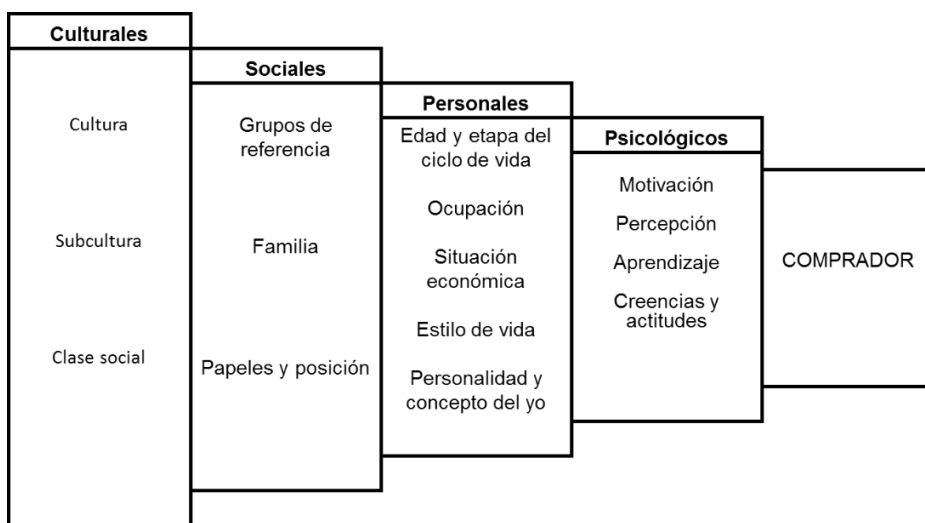 Culturales
Cultura
Subcultura
Clase social
Sociales
Grupos de
referencia
Familia
Papeles y posición
Personales
Edad y etapa del
ciclo de vida
Ocupación
Situación
económica
Estilo de vida
Personalidad y
concepto del yo
Psicológicos
Motivación
Percepción
Aprendizaje
Creencias y
actitudes
COMPRADOR